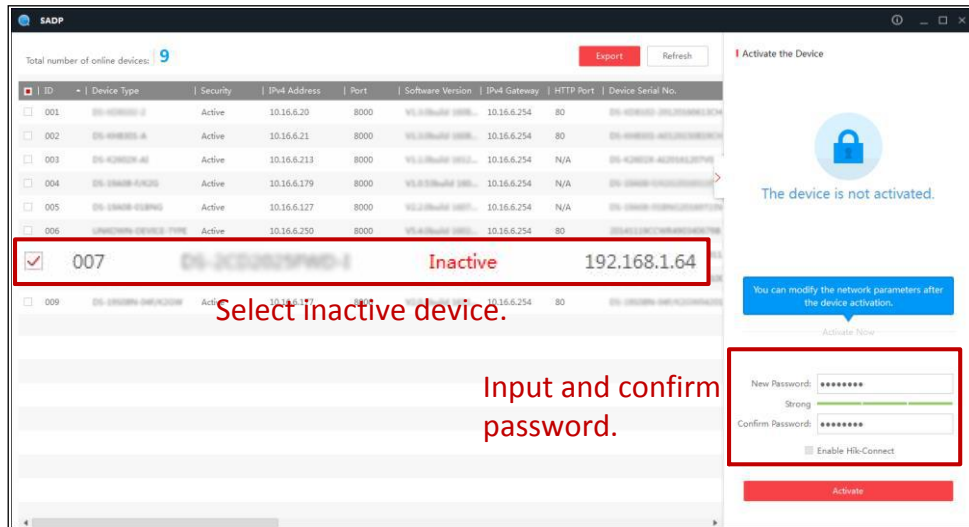 SADP
Total number of online devices: 9
Export
Refresh
ID Device Type Security IPv4 Address Port Software Version IPv4 Gateway HTTP Port Device Serial No.
001 Active 10.16.6.20 8000 10.16.6.254 80
002 Active 10.16.6.21 8000 10.16.6.254 80
003 Active 10.16.6.213 8000 10.16.6.254 N/A
004 Active 10.16.6.179 8000 10.16.6.254 N/A
005 Active 10.16.6.127 8000 10.16.6.254 N/A
006 Active 10.16.6.250 8000 10.16.6.254 80
007 Inactive 192.168.1.64
009 10.16.6.254 80
Select inactive device.
Input and confirm
password.
Activate the Device
The device is not activated.
You can modify the network parameters after
the device activation.
Activate Now
New Password: ●●●●●●●●
Strong
Confirm Password: ●●●●●●●●
Enable Hik-Connect
Activate